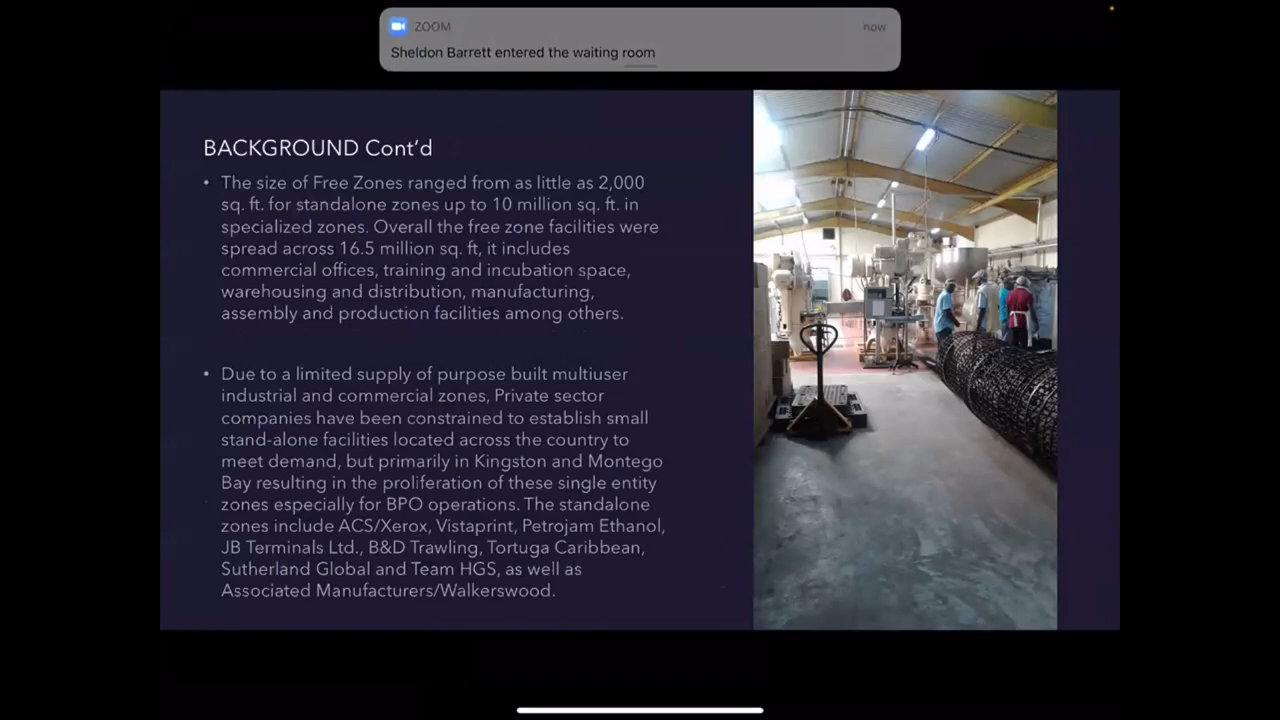 ZOOM
now
Sheldon Barrett entered the waiting room
BACKGROUND Cont'd
• The size of Free Zones ranged from as little as 2,000
sq. ft. for standalone zones up to 10 million sq. ft. in
specialized zones. Overall the free zone facilities were
spread across 16.5 million sq. ft, it includes
commercial offices, training and incubation space,
warehousing and distribution, manufacturing,
assembly and production facilities among others.
• Due to a limited supply of purpose built multiuser
industrial and commercial zones, Private sector
companies have been constrained to establish small
stand-alone facilities located across the country to
meet demand, but primarily in Kingston and Montego
Bay resulting in the proliferation of these single entity
zones especially for BPO operations. The standalone
zones include ACS/Xerox, Vistaprint, Petrojam Ethanol,
JB Terminals Ltd., B&D Trawling, Tortuga Caribbean,
Sutherland Global and Team HGS, as well as
Associated Manufacturers/Walkerswood.